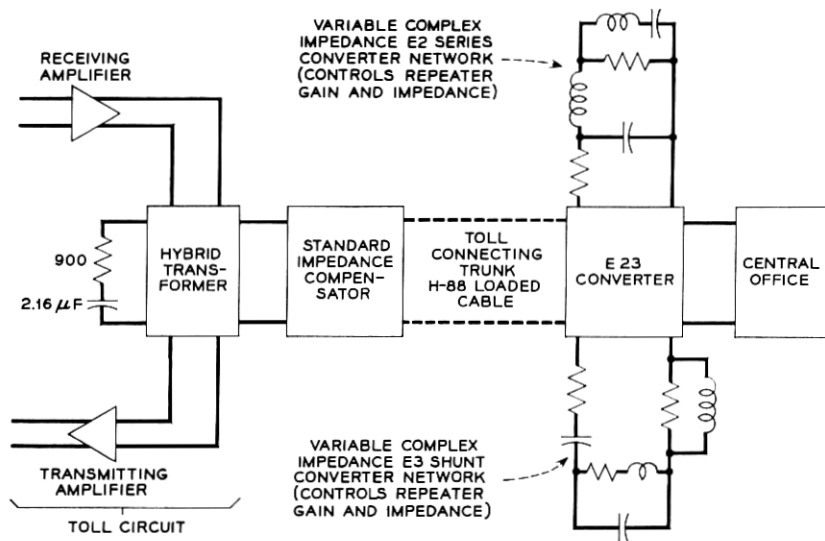 VARIABLE COMPLEX
IMPEDANCE E2 SERIES
CONVERTER NETWORK
(CONTROLS REPEATER
GAIN AND IMPEDANCE)
RECEIVING
AMPLIFIER
900
2.16 μF
HYBRID
TRANS-
FORMER
STANDARD
IMPEDANCE
COMPEN-
SATOR
TOLL
CONNECTING
TRUNK
H-88 LOADED
CABLE
E 23
CONVERTER
CENTRAL
OFFICE
TRANSMITTING
AMPLIFIER
TOLL CIRCUIT
VARIABLE COMPLEX
IMPEDANCE E3 SHUNT
CONVERTER NETWORK
(CONTROLS REPEATER
GAIN AND IMPEDANCE)